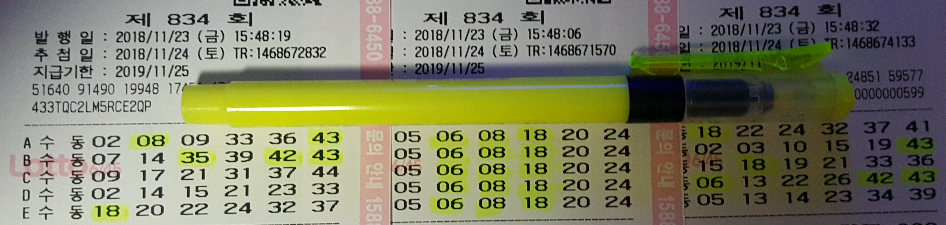 제 834 회
발 행 일 : 2018/11/23 (금) 15:48:19
추 첨 일 : 2018/11/24 (토) TR:1468672832
지급기한 : 2019/11/25
51640 91490 19948
433TQC2LM5RCE2QP
A 수 동 02 08 09 33 36 43
B 수 동 07 14 35 39 42 43
C 수 동 09 17 21 31 37 44
D 수 동 02 14 15 21 23 33
E 수 동 18 20 22 24 32 37
88-6450
제 834 회
: 2018/11/23 (금) 15:48:06
: 2018/11/24 (토) TR:1468671570
: 2019/11/25
05 06 08 18 20 24
05 06 08 18 20 24
05 06 08 18 20 24
05 06 08 18 20 24
05 06 08 18 20 24
88-6450
제 834 회
일 : 2018/11/23 (금) 15:48:32
일 : 2018/11/24 (토) TR:1468674133
24851 59577
0000000599
18 22 24 32 37 41
02 03 10 15 19 43
15 18 19 21 33 36
06 13 22 26 42 43
05 13 14 23 34 39